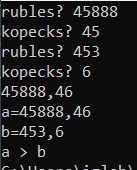 rubles? 45888
kopecks? 45
rubles? 453
kopecks? 6
45888,46
a=45888,46
b=453,6
a > b